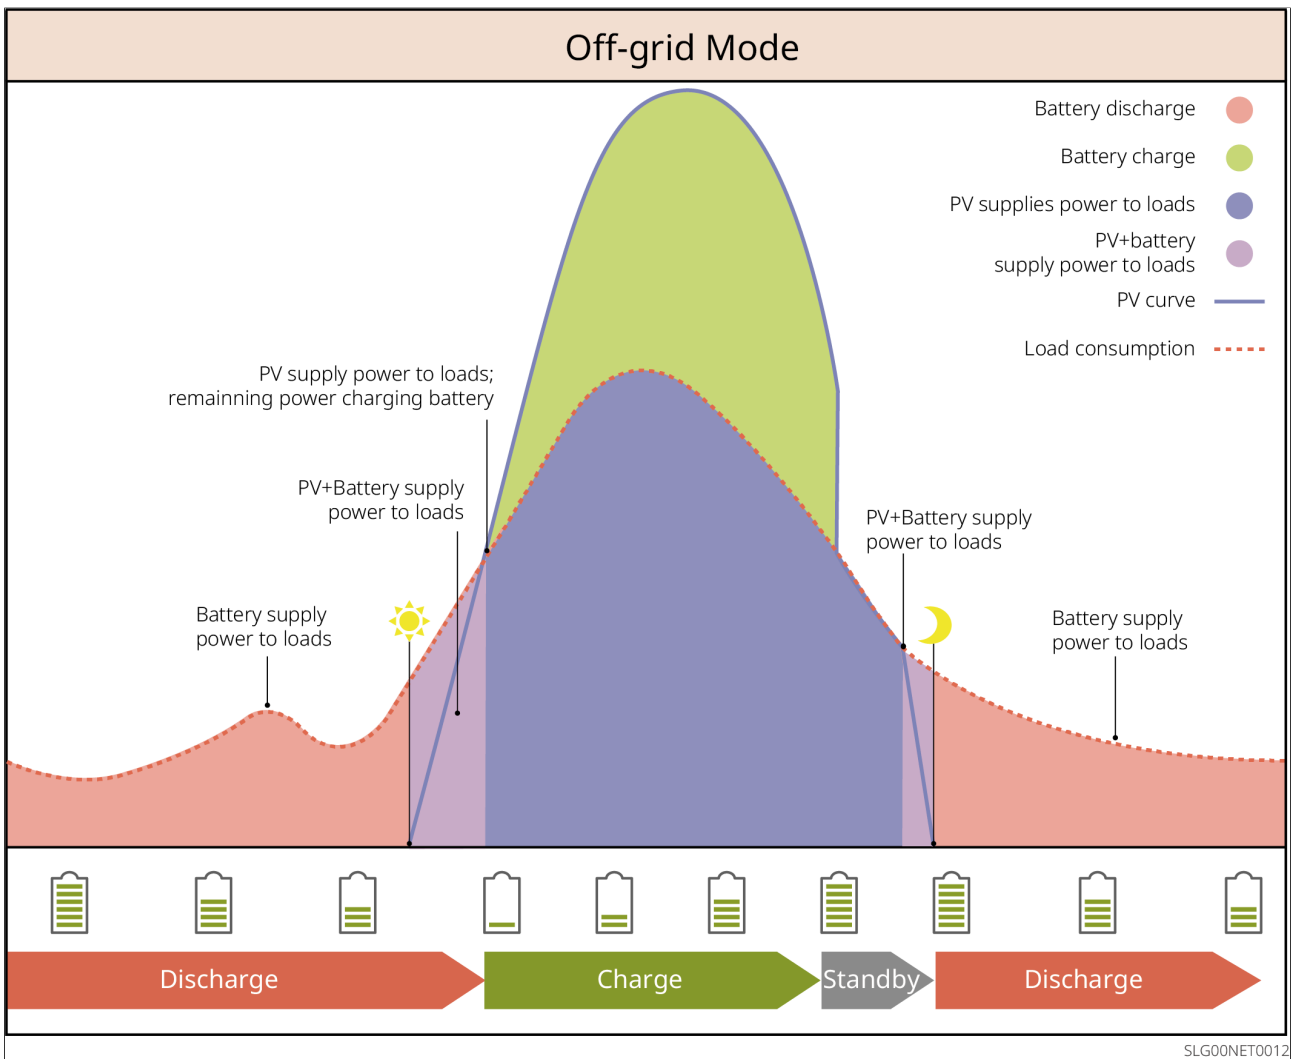 Off-grid Mode
Battery discharge
Battery charge
PV supplies power to loads
PV+battery
supply power to loads
PV curve
Load consumption
PV supply power to loads;
remainning power charging battery
PV+Battery supply
power to loads
PV+Battery supply
power to loads
Battery supply
power to loads
Battery supply
power to loads
Discharge
Charge
Standby
Discharge
SLG00NET0012